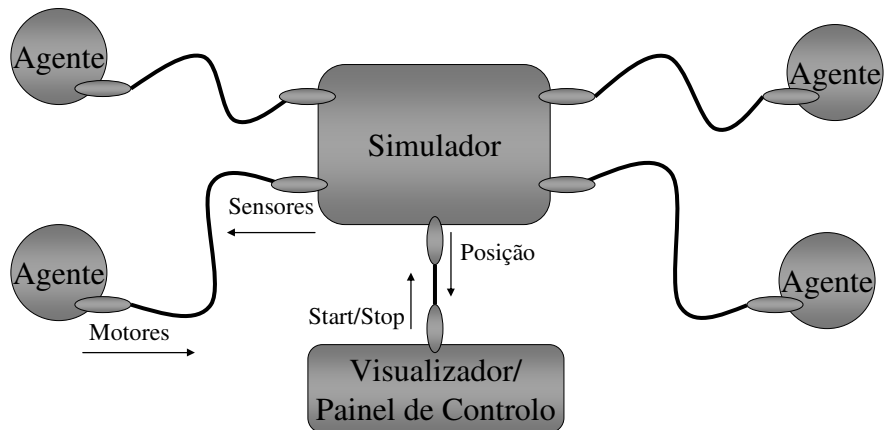 Agente
Agente
Simulador
Sensores
Posição
Agente
Agente
Start/Stop
Motores
Visualizador/
Painel de Controlo